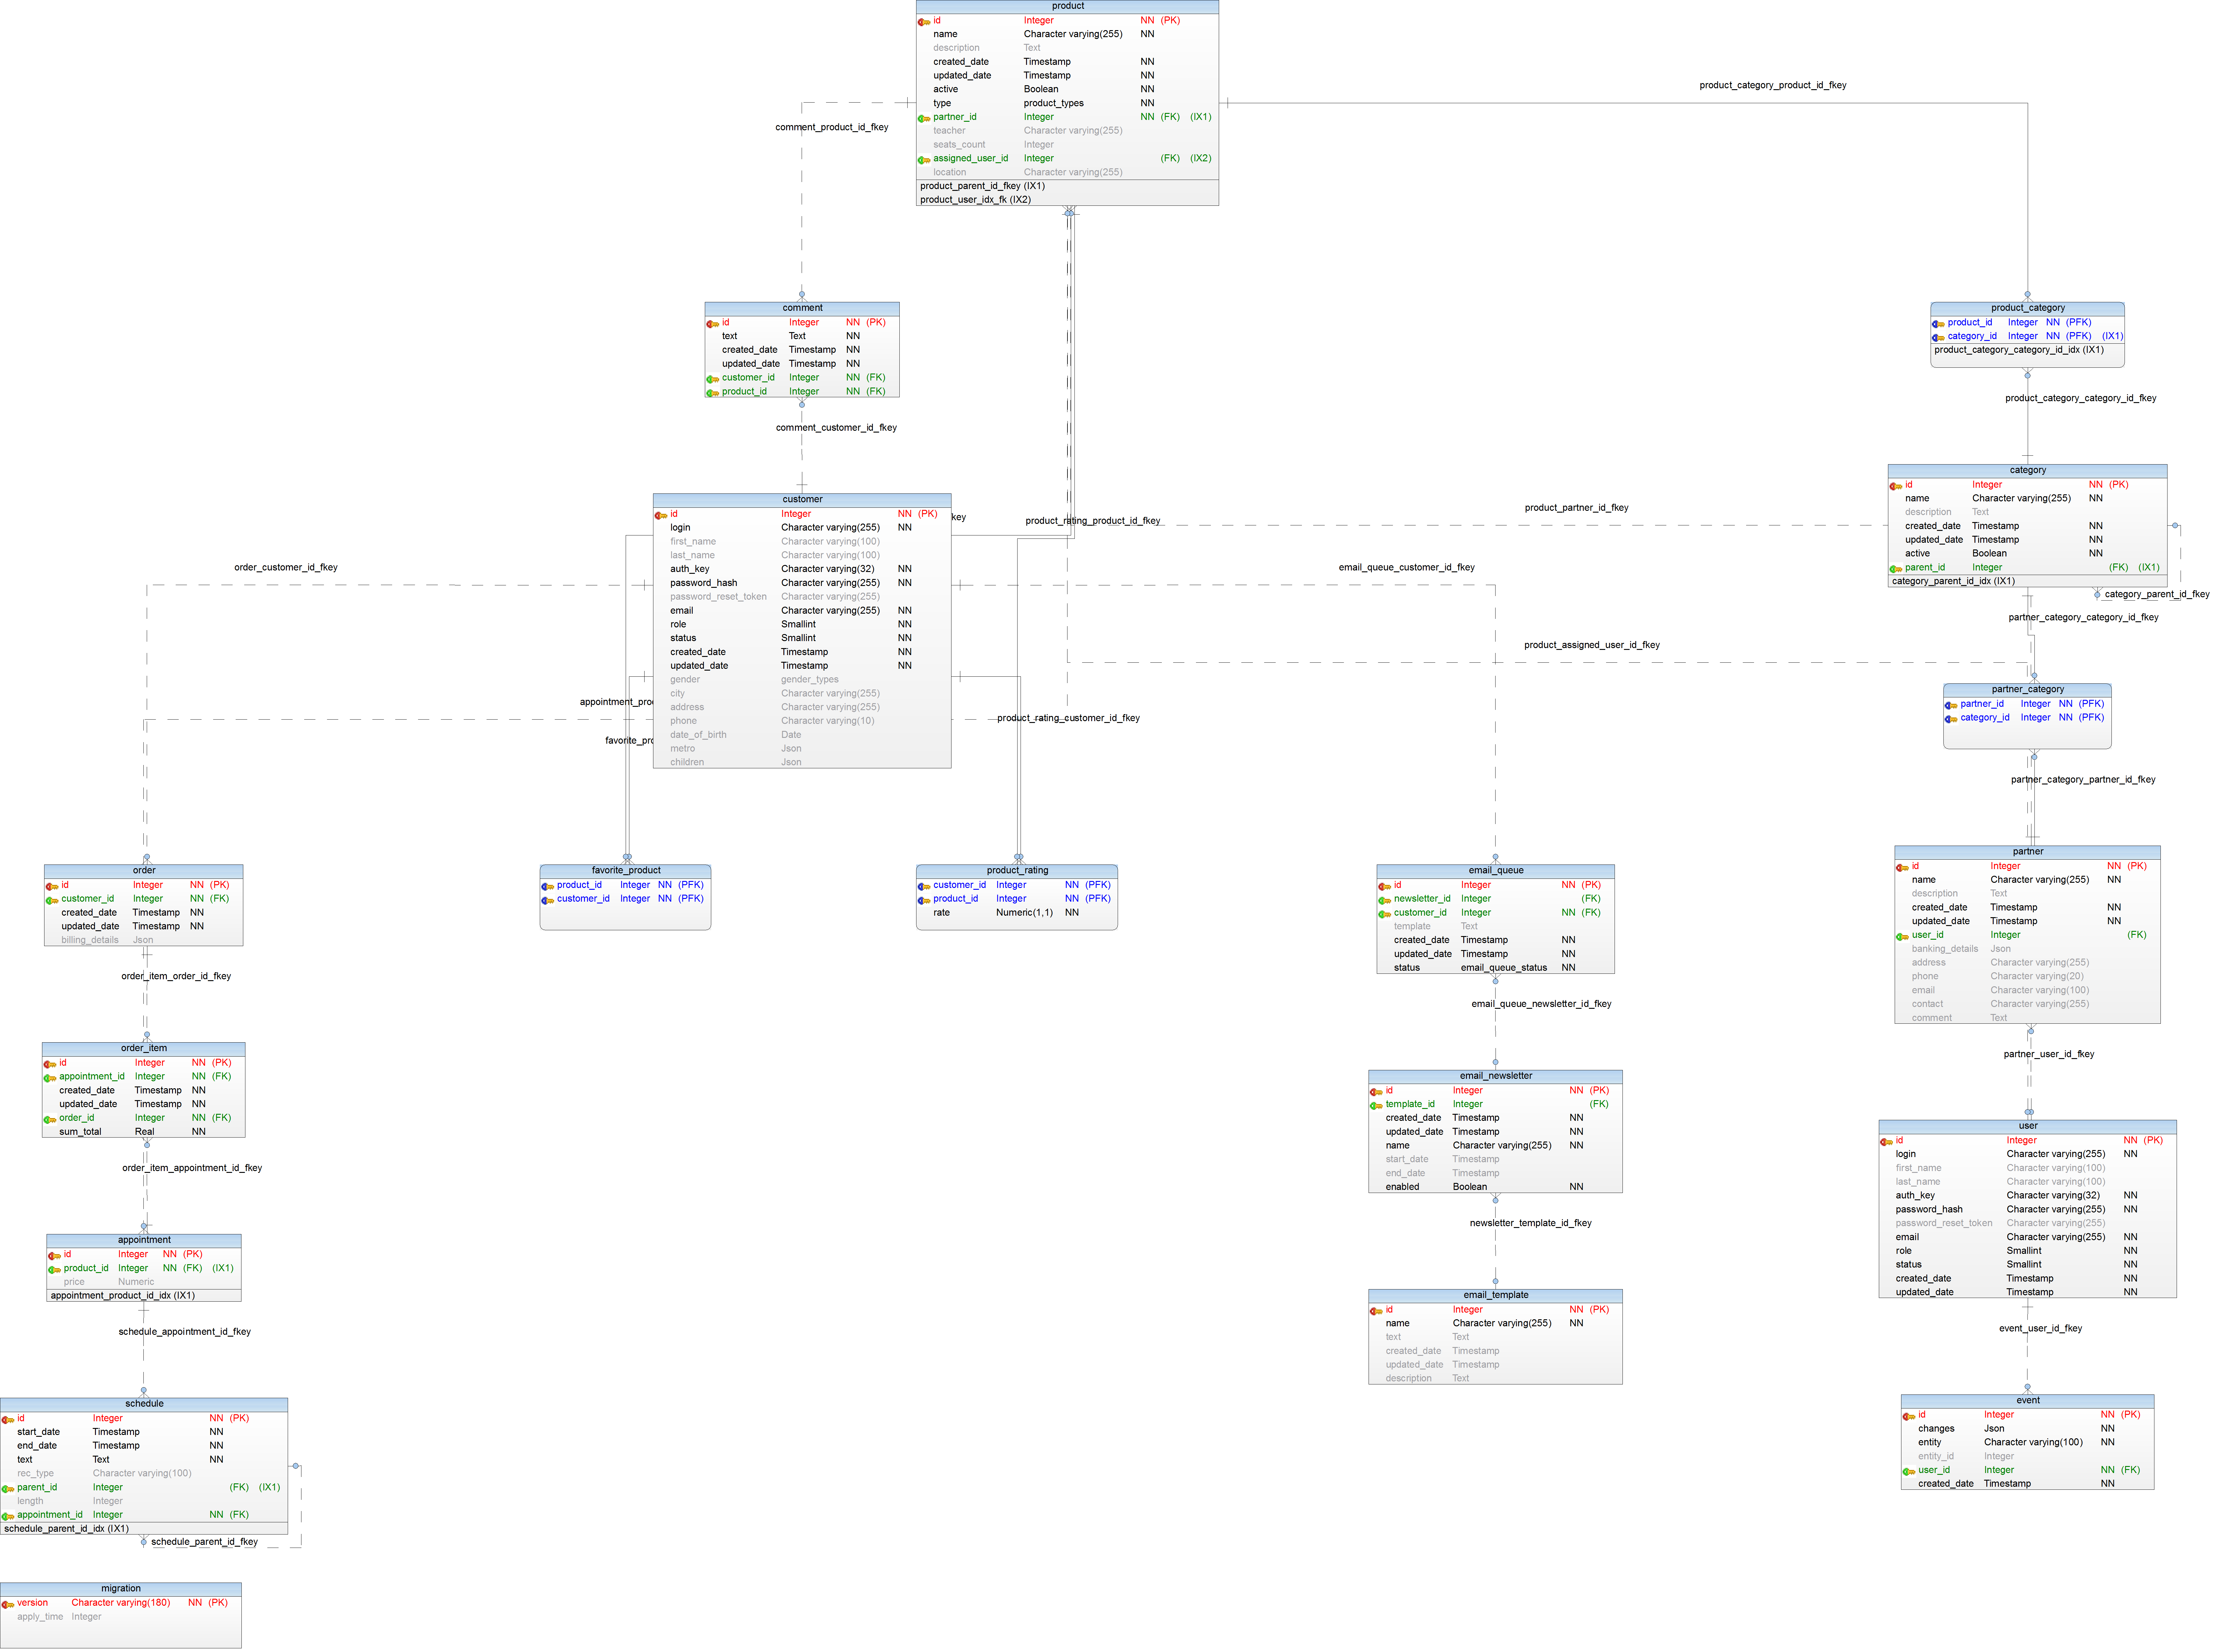 product
id Integer NN (PK)
name Character varying(255) NN
description Text
created_date Timestamp NN
updated_date Timestamp NN
active Boolean NN
type product_types NN
partner_id Integer NN (FK) (IX1)
teacher Character varying(255)
seats_count Integer
assigned_user_id Integer (FK) (IX2)
location Character varying(255)
product_parent_id_fkey (IX1)
product_user_idx_fk (IX2)
product_category_product_id_fkey
comment_product_id_fkey
comment
id Integer NN (PK)
text Text NN
created_date Timestamp NN
updated_date Timestamp NN
customer_id Integer NN (FK)
product_id Integer NN (FK)
product_category
product_id Integer NN (PFK)
category_id Integer NN (PFK) (IX1)
product_category_category_id_idx (IX1)
product_category_category_id_fkey
comment_customer_id_fkey
category
id Integer NN (PK)
name Character varying(255) NN
description Text
created_date Timestamp NN
updated_date Timestamp NN
active Boolean NN
parent_id Integer (FK) (IX1)
category_parent_id_idx (IX1)
category_parent_id_fkey
customer
id Integer NN (PK)
login Character varying(255) NN
first_name Character varying(100)
last_name Character varying(100)
auth_key Character varying(32) NN
password_hash Character varying(255) NN
password_reset_token Character varying(255)
email Character varying(255) NN
role Smallint NN
status Smallint NN
created_date Timestamp NN
updated_date Timestamp NN
gender gender_types
city Character varying(255)
address Character varying(255)
phone Character varying(10)
date_of_birth Date
metro Json
children Json
key
product_rating_product_id_fkey
product_partner_id_fkey
order_customer_id_fkey
email_queue_customer_id_fkey
partner_category_category_id_fkey
product_assigned_user_id_fkey
appointment_pro
product_rating_customer_id_fkey
favorite_pro
partner_category
partner_id Integer NN (PFK)
category_id Integer NN (PFK)
partner_category_partner_id_fkey
partner
id Integer NN (PK)
name Character varying(255) NN
description Text
created_date Timestamp NN
updated_date Timestamp NN
user_id Integer (FK)
banking_details Json
address Character varying(255)
phone Character varying(20)
email Character varying(100)
contact Character varying(255)
comment Text
partner_user_id_fkey
order
id Integer NN (PK)
customer_id Integer NN (FK)
created_date Timestamp NN
updated_date Timestamp NN
billing_details Json
order_item_order_id_fkey
favorite_product
product_id Integer NN (PFK)
customer_id Integer NN (PFK)
product_rating
customer_id Integer NN (PFK)
product_id Integer NN (PFK)
rate Numeric(1,1) NN
email_queue
id Integer NN (PK)
newsletter_id Integer (FK)
customer_id Integer NN (FK)
template Text
created_date Timestamp NN
updated_date Timestamp NN
status email_queue_status NN
email_queue_newsletter_id_fkey
order_item
id Integer NN (PK)
appointment_id Integer NN (FK)
created_date Timestamp NN
updated_date Timestamp NN
order_id Integer NN (FK)
sum_total Real NN
order_item_appointment_id_fkey
email_newsletter
id Integer NN (PK)
template_id Integer (FK)
created_date Timestamp NN
updated_date Timestamp NN
name Character varying(255) NN
start_date Timestamp
end_date Timestamp
enabled Boolean NN
newsletter_template_id_fkey
user
id Integer NN (PK)
login Character varying(255) NN
first_name Character varying(100)
last_name Character varying(100)
auth_key Character varying(32) NN
password_hash Character varying(255) NN
password_reset_token Character varying(255)
email Character varying(255) NN
role Smallint NN
status Smallint NN
created_date Timestamp NN
updated_date Timestamp NN
event_user_id_fkey
appointment
id Integer NN (PK)
product_id Integer NN (FK) (IX1)
price Numeric
appointment_product_id_idx (IX1)
schedule_appointment_id_fkey
email_template
id Integer NN (PK)
name Character varying(255) NN
text Text
created_date Timestamp
updated_date Timestamp
description Text
schedule
id Integer NN (PK)
start_date Timestamp NN
end_date Timestamp NN
text Text NN
rec_type Character varying(100)
parent_id Integer (FK) (IX1)
length Integer
appointment_id Integer NN (FK)
schedule_parent_id_idx (IX1)
schedule_parent_id_fkey
event
id Integer NN (PK)
changes Json NN
entity Character varying(100) NN
entity_id Integer
user_id Integer NN (FK)
created_date Timestamp NN
migration
version Character varying(180) NN (PK)
apply_time Integer